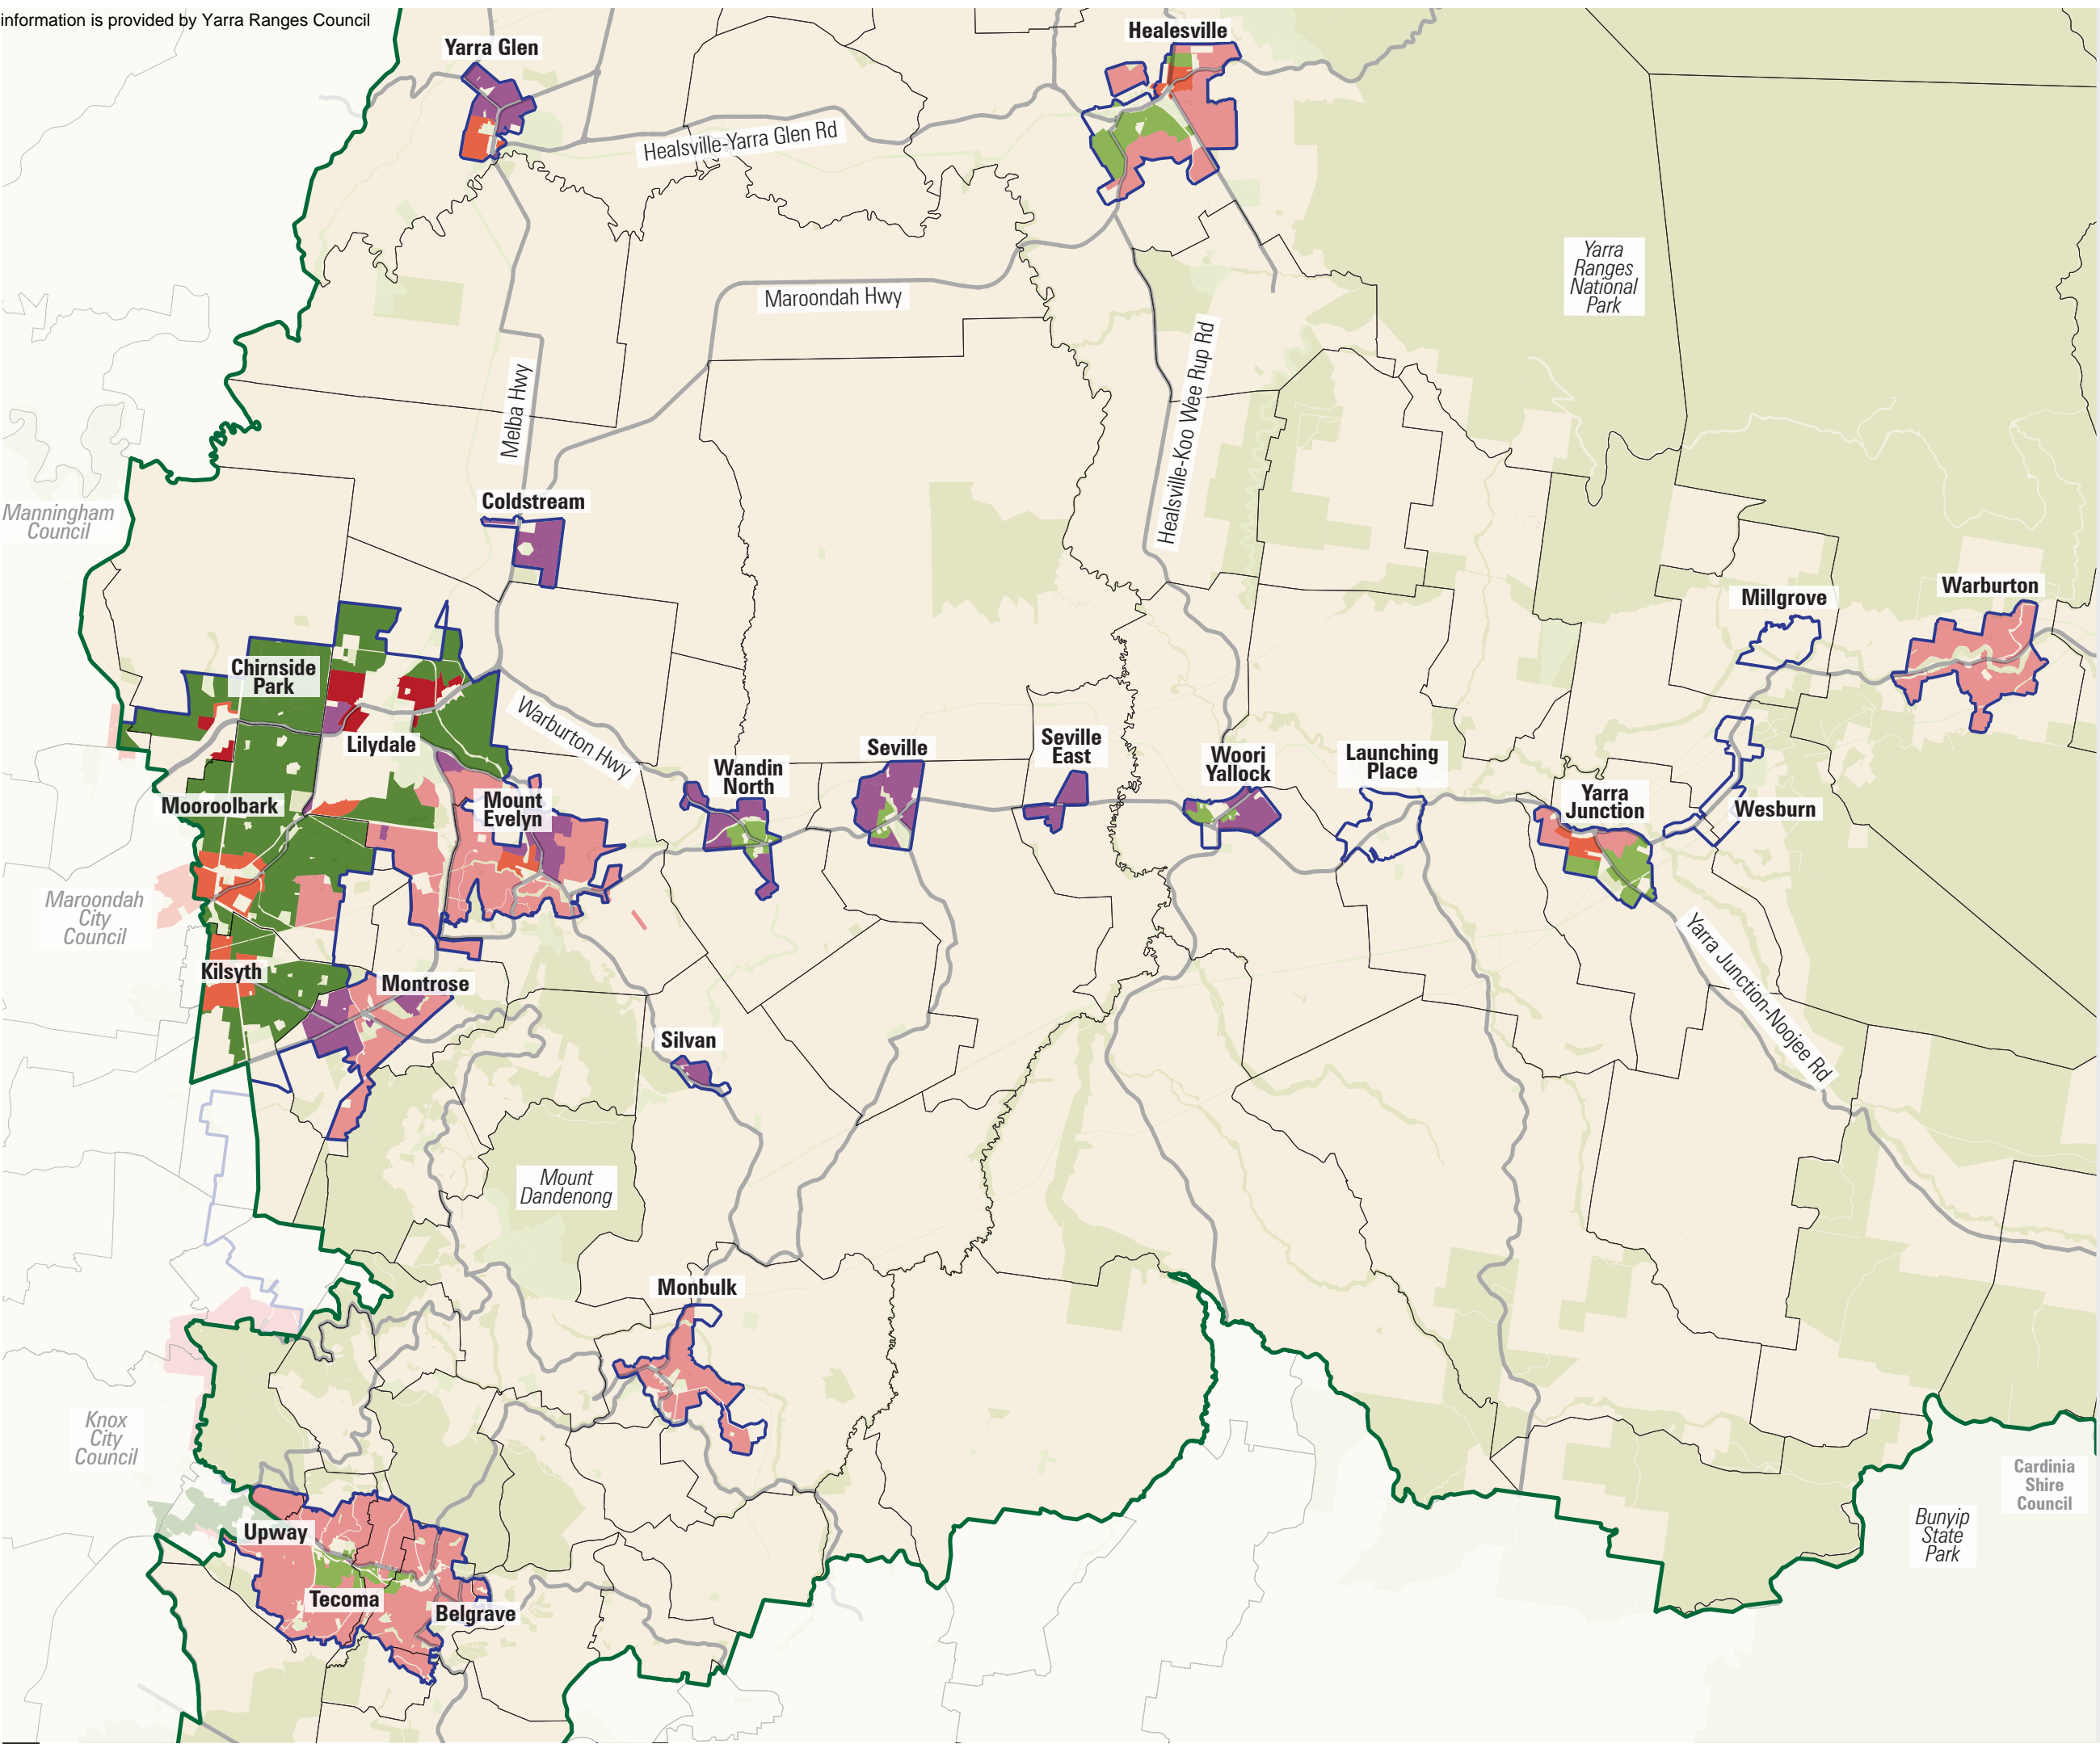 information is provided by Yarra Ranges Council
Yarra Glen
Healesville
Healsville-Yarra Glen Rd
Yarra
Ranges
National
Park
Maroondah Hwy
Healsville-Koo Wee Rup Rd
Melba Hwy
Coldstream
Manningham
Council
Millgrove
Warburton
Chirnside
Park
Warburton Hwy
Lilydale
Seville
Seville
East
Woori
Yallock
Launching
Place
Wandin
North
Mooroolbark
Mount
Evelyn
Yarra
Junction
Wesburn
Maroondah
City
Council
Kilsyth
Montrose
Yarra Junction-Noojee Rd
Silvan
Mount
Dandenong
Monbulk
Knox
City
Council
Cardinia
Shire
Council
Bunyip
State
Park
Upway
Tecoma
Belgrave